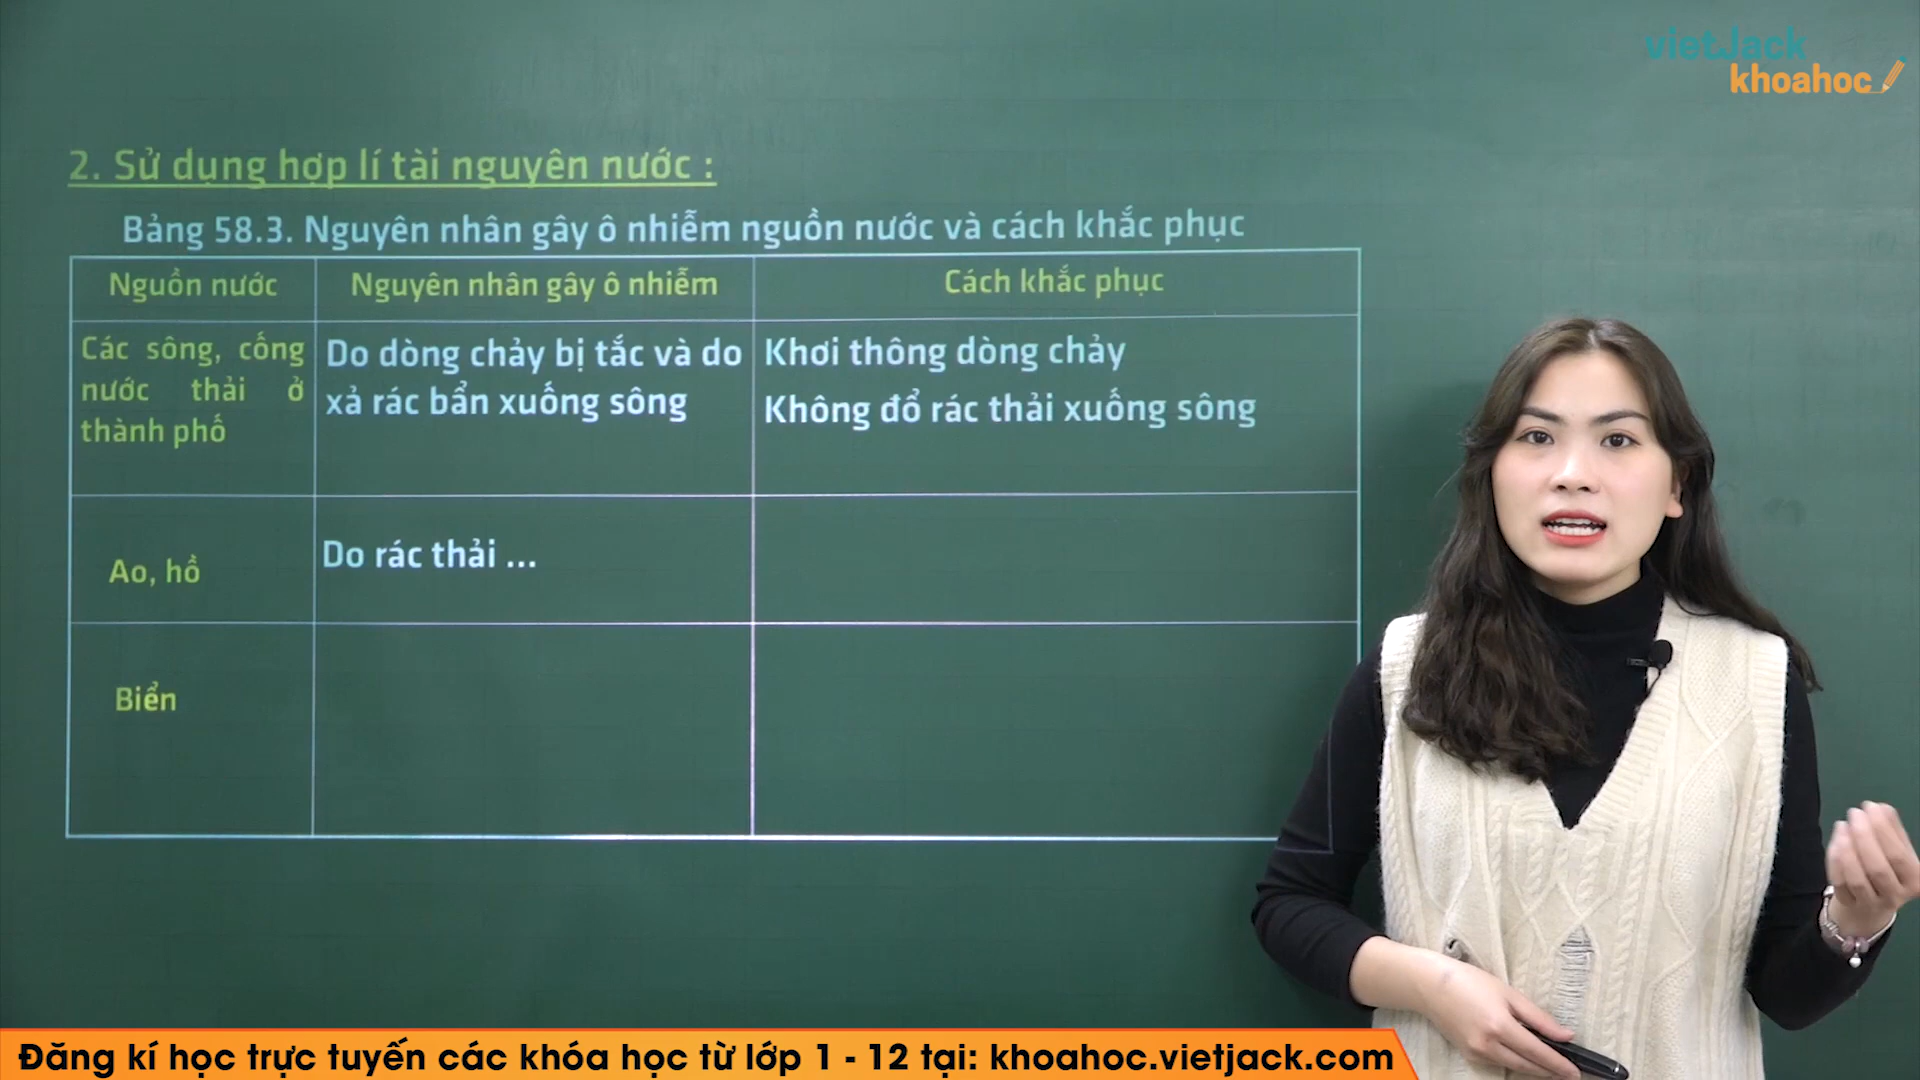 vietJack
khoahoc
2. Sử dụng hợp lí tài nguyên nước :
Bảng 58.3. Nguyên nhân gây ô nhiễm nguồn nước và cách khắc phục
Nguồn nước
Nguyên nhân gây ô nhiễm
Cách khắc phục
Các sông, cống
nước thải ở
thành phố
Do dòng chảy bị tắc và do
xả rác bẩn xuống sông
Khơi thông dòng chảy
Không đổ rác thải xuống sông
Ao, hồ
Do rác thải ...
Biển
Đăng kí học trực tuyến các khóa học từ lớp 1 - 12 tại: khoahoc.vietjack.com